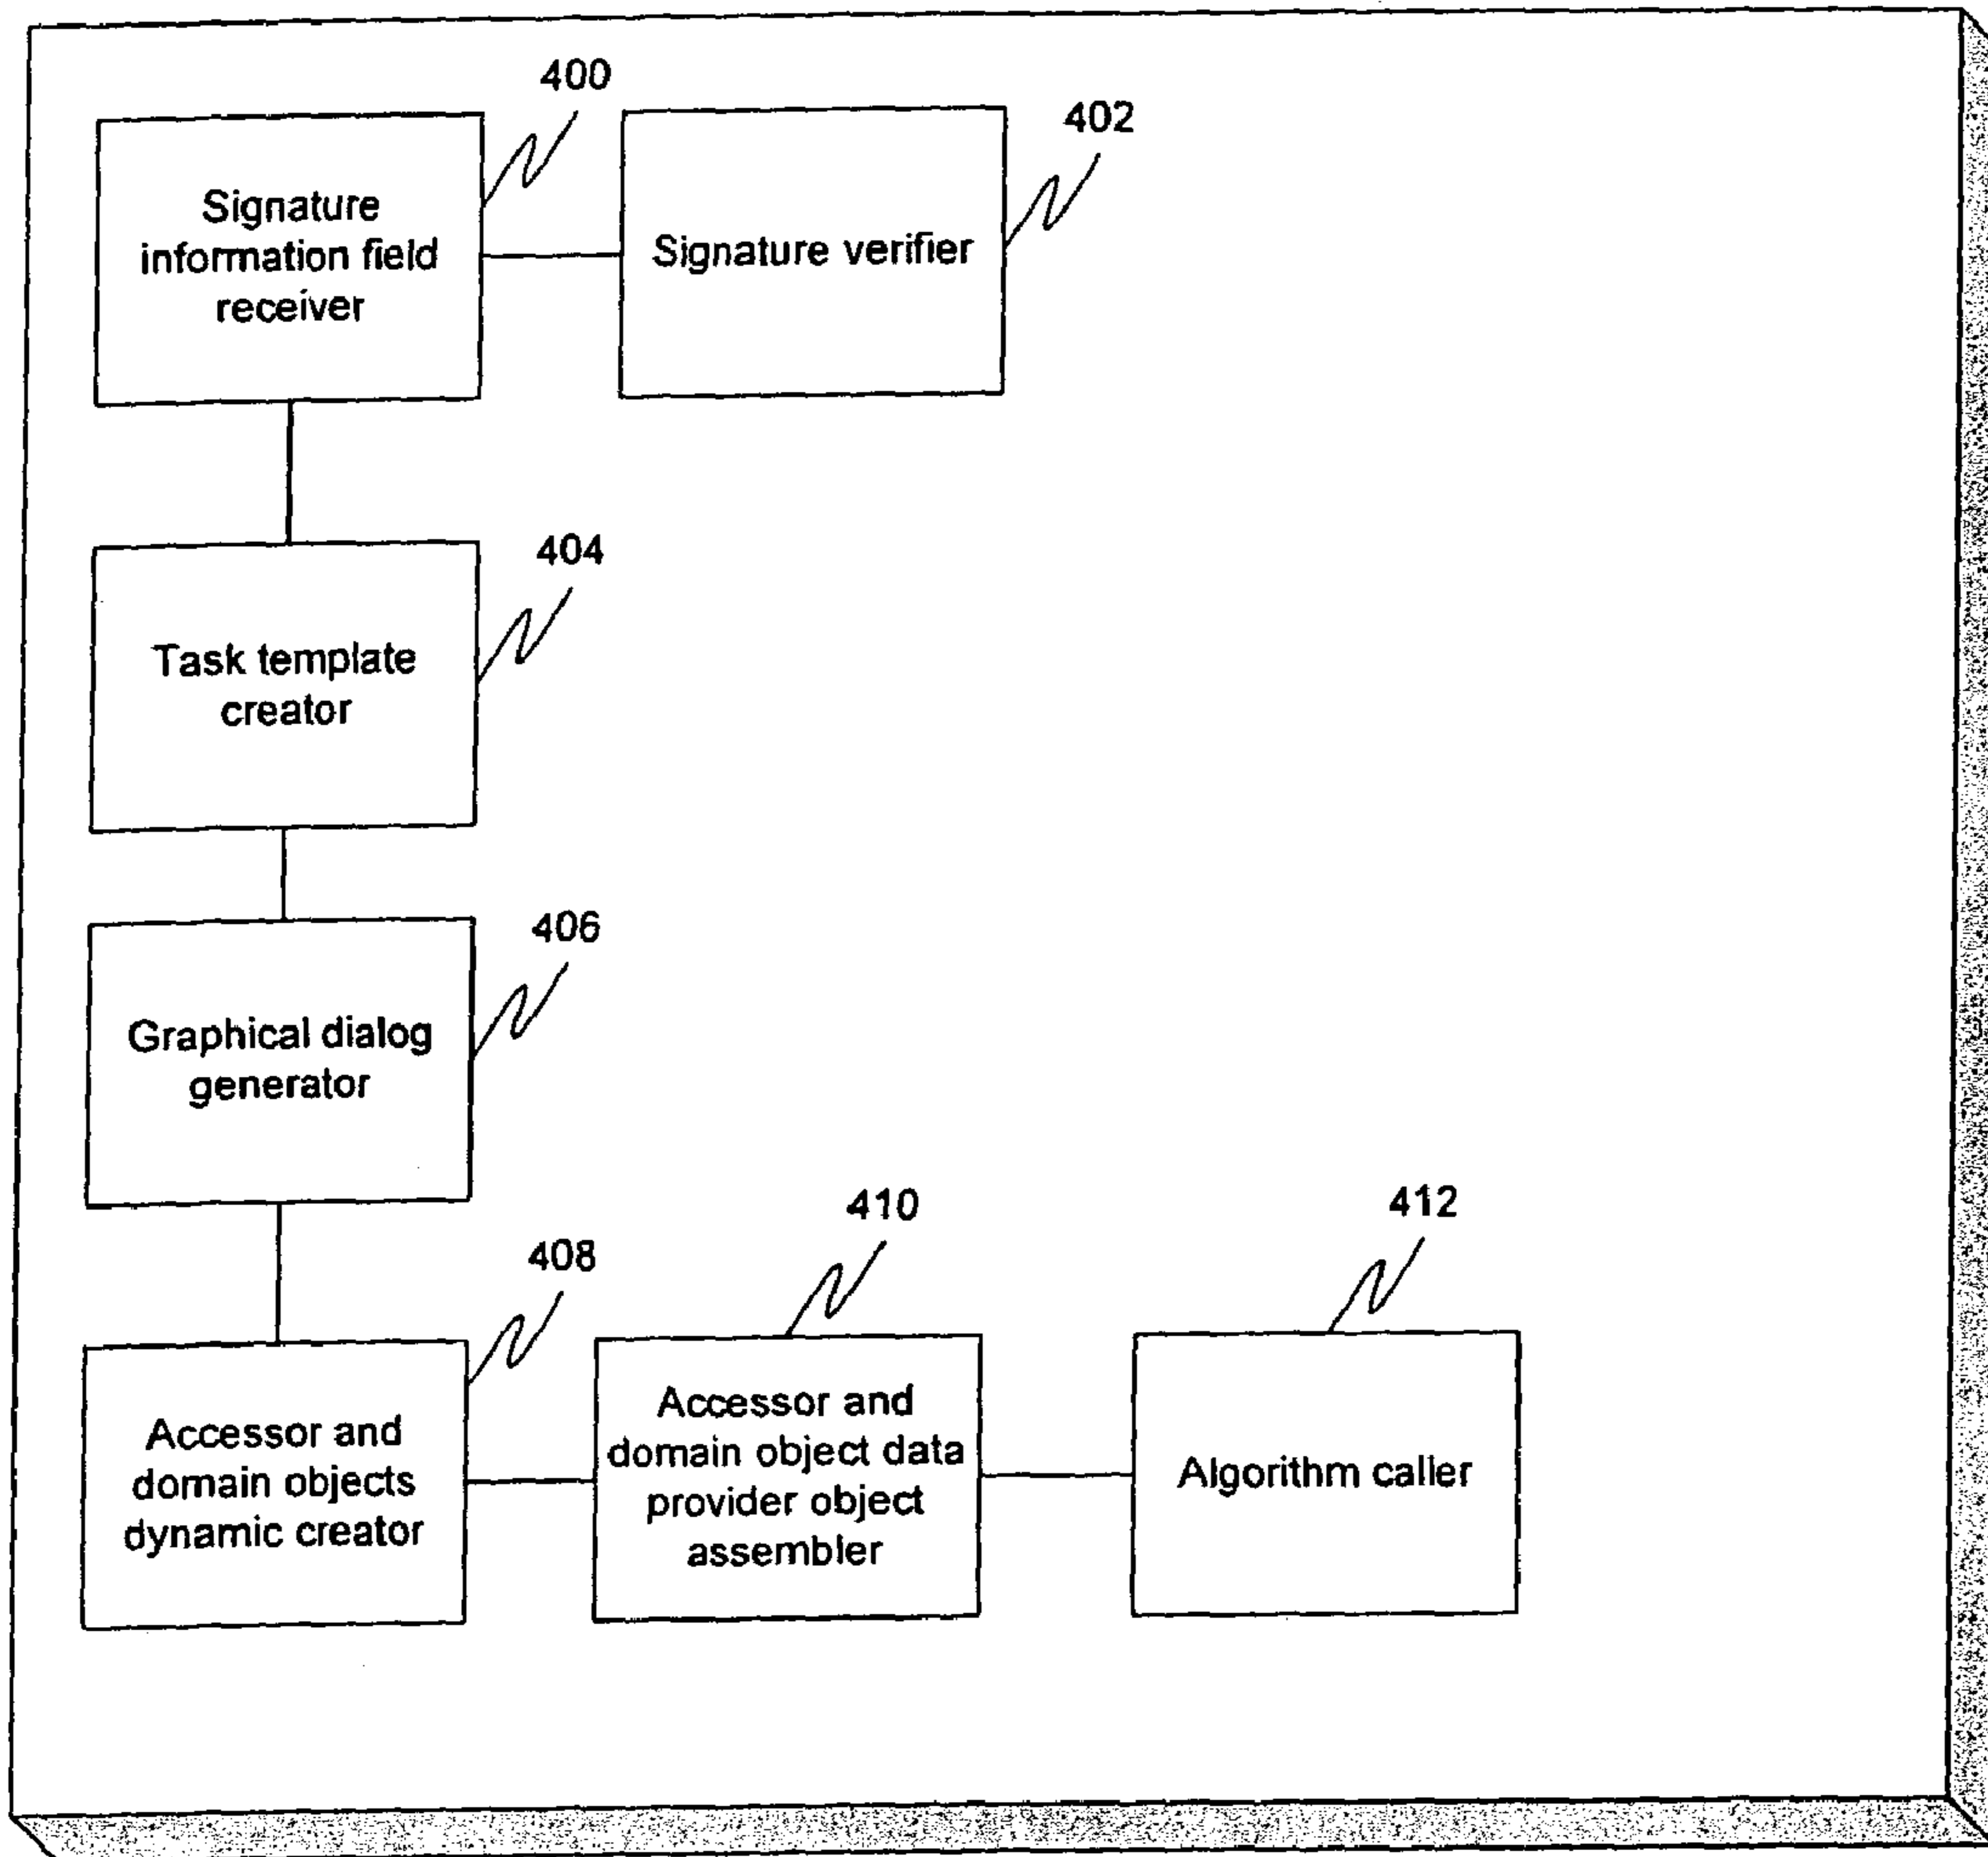 400
402
Signature
information field
receiver
Signature verifier
404
Task template
creator
406
Graphical dialog
generator
408
410
412
Accessor and
domain objects
dynamic creator
Accessor and
domain object data
provider object
assembler
Algorithm caller